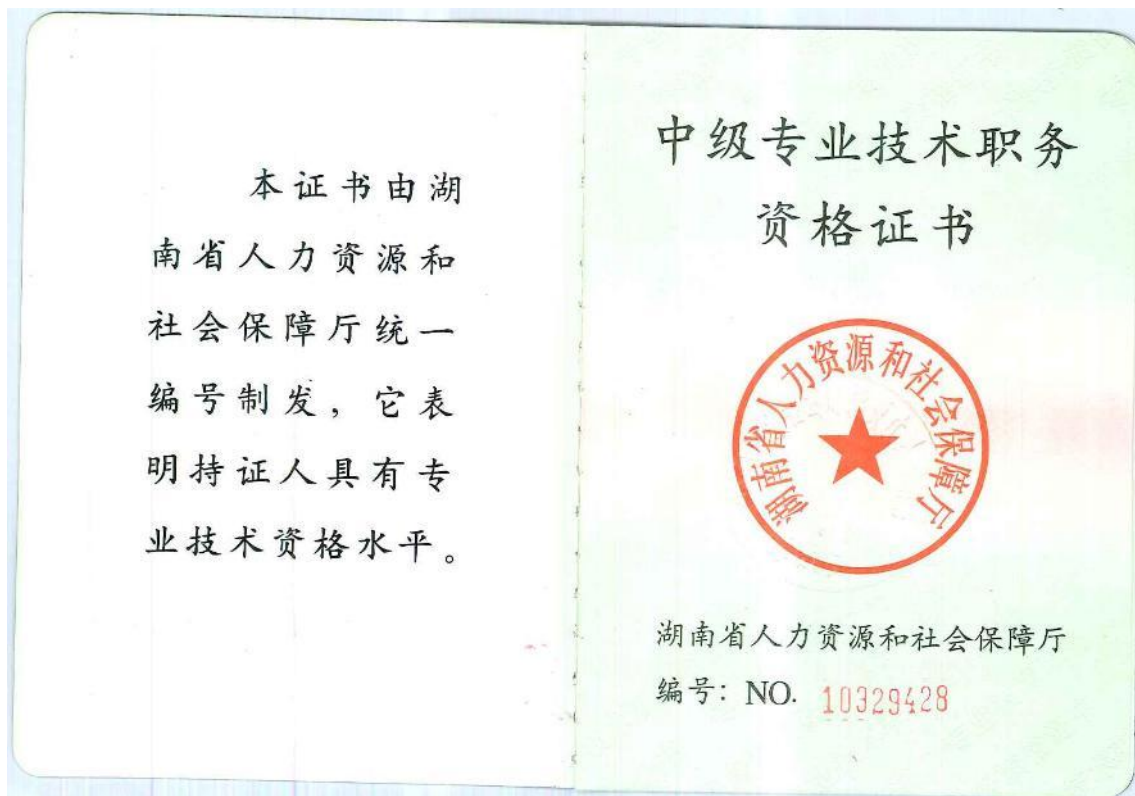 本证书由湖
南省人力资源和
社会保障厅统一
编号制发，它表
明持证人具有专
业技术资格水平。
中级专业技术职务
资格证书
湖南省人力资源和社会保障厅
湖南省人力资源和社会保障厅
编号：NO. 10329428